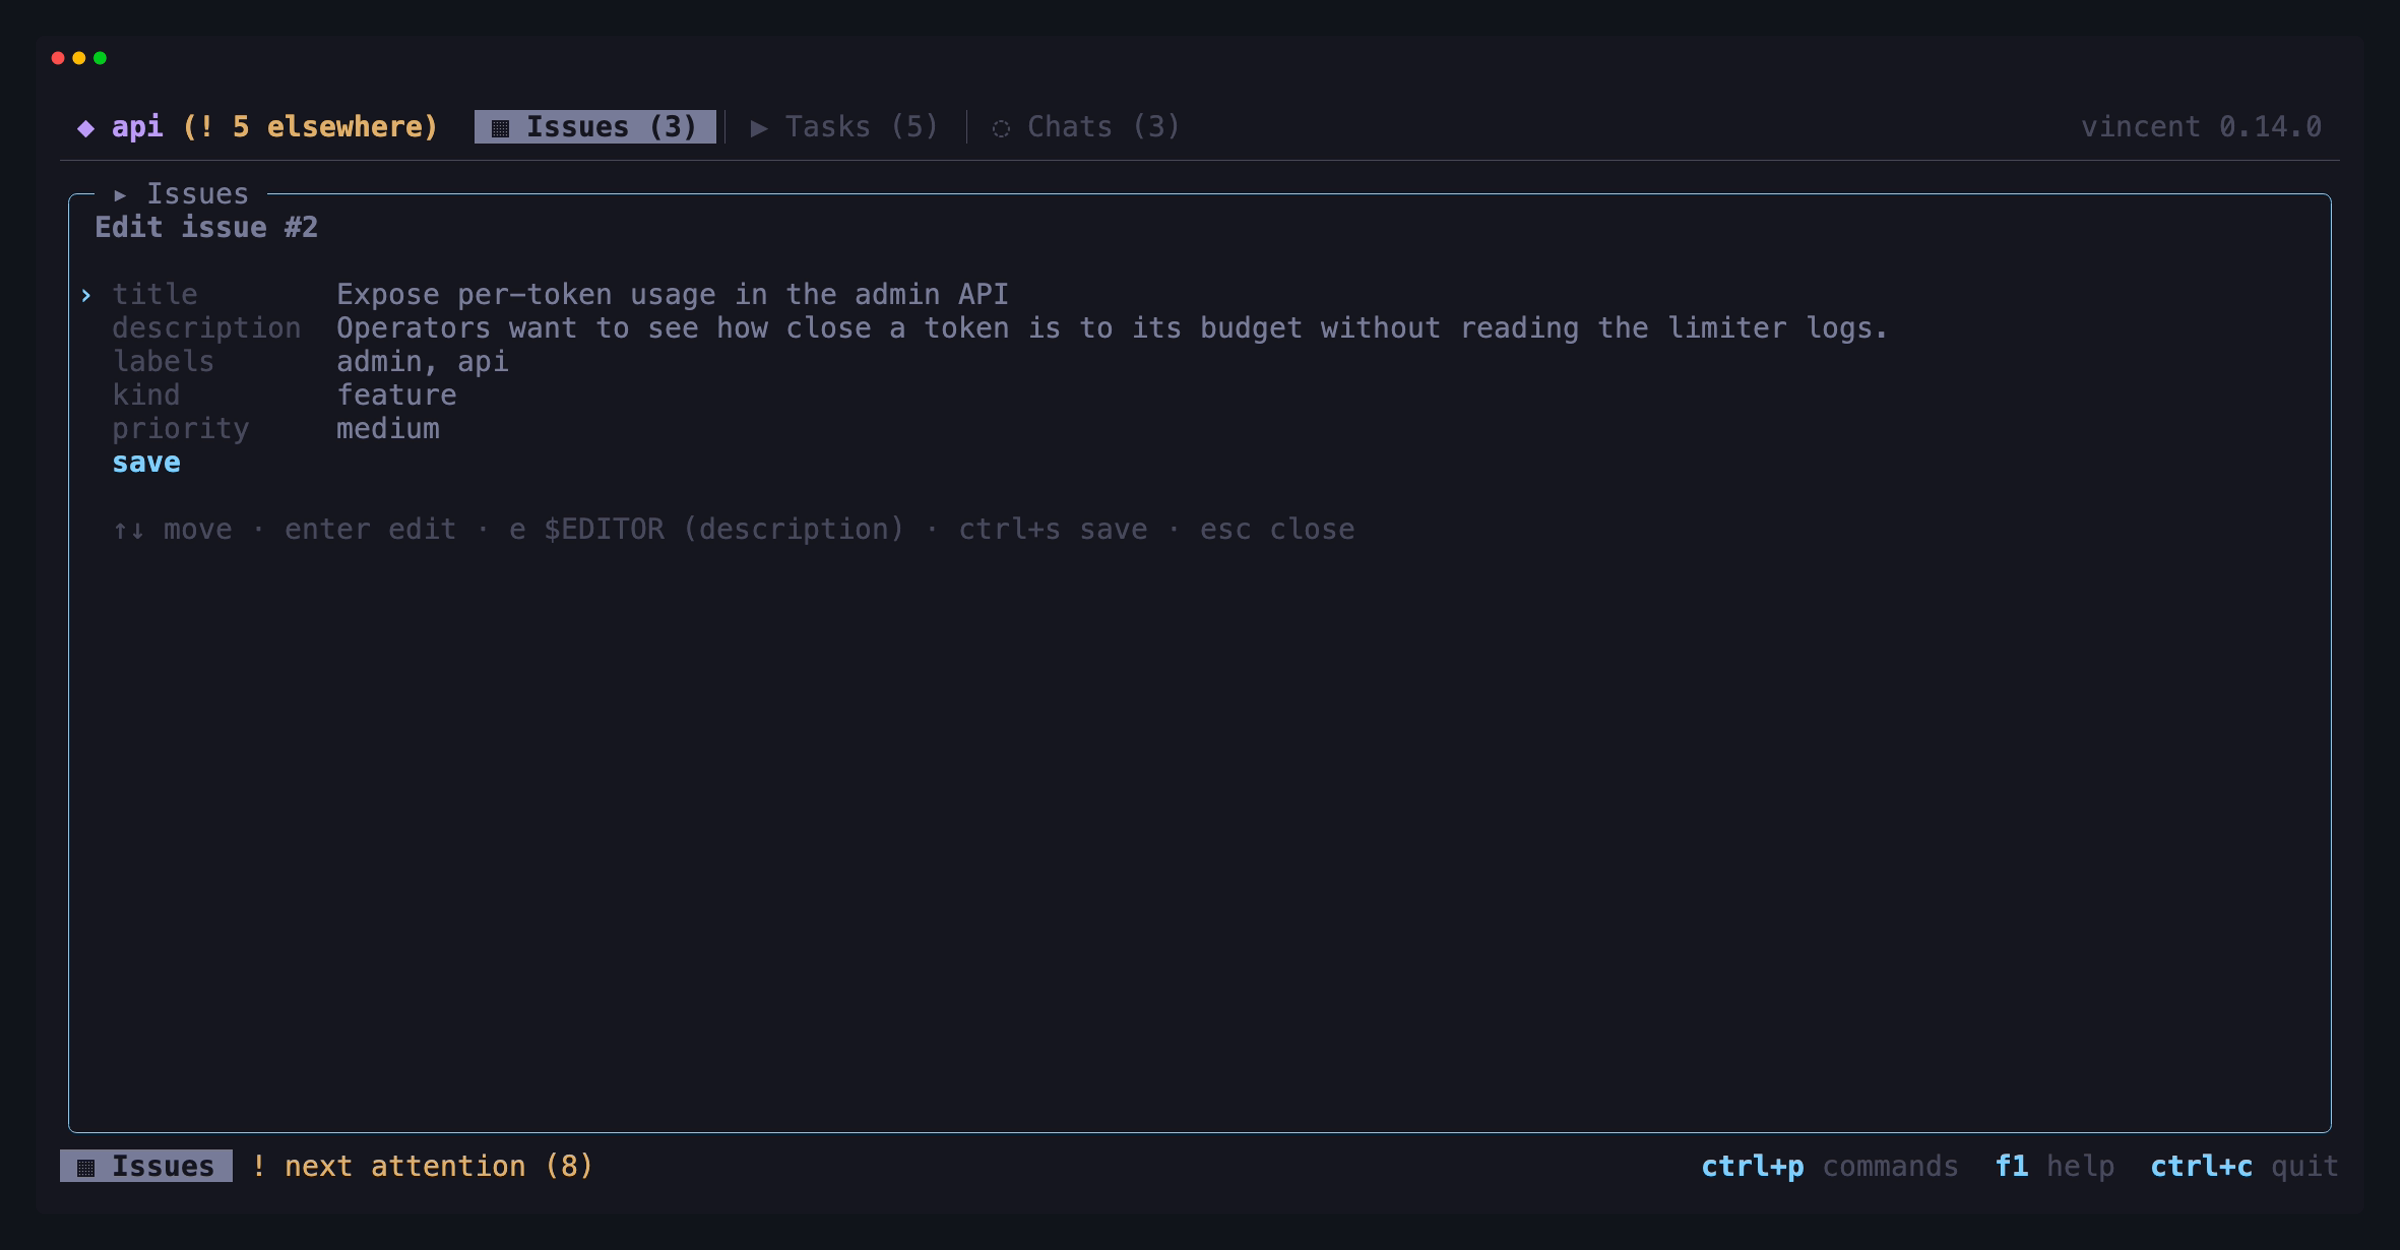 ◆ api (! 5 elsewhere) ▦ Issues (3) ▶ Tasks (5) ◌ Chats (3) vincent 0.14.0
▸ Issues
Edit issue #2
› title Expose per-token usage in the admin API
description Operators want to see how close a token is to its budget without reading the limiter logs.
labels admin, api
kind feature
priority medium
save
↑↓ move · enter edit · e $EDITOR (description) · ctrl+s save · esc close
▦ Issues ! next attention (8) ctrl+p commands f1 help ctrl+c quit